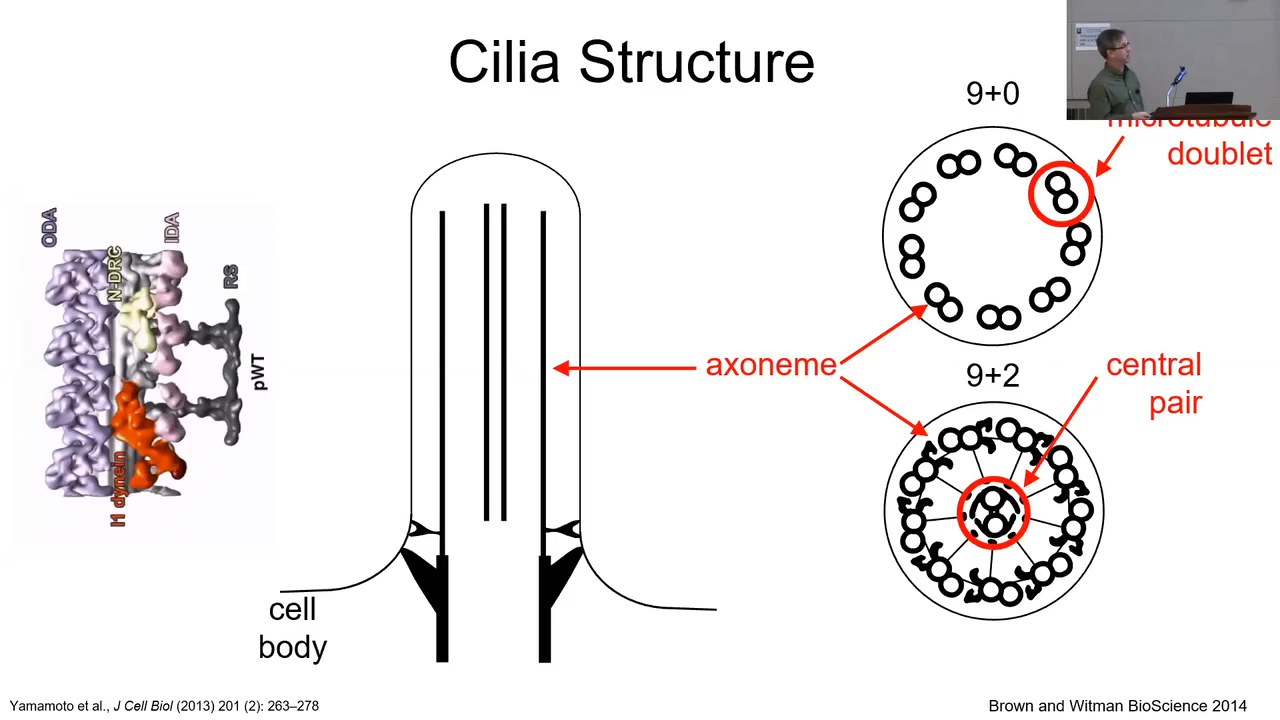 Cilia Structure
9+0
microtubule
doublet
ODA
N-DRC
IDA
RS
pWT
I1 dynein
axoneme
9+2
central
pair
cell
body
Yamamoto et al., J Cell Biol (2013) 201 (2): 263–278
Brown and Witman BioScience 2014